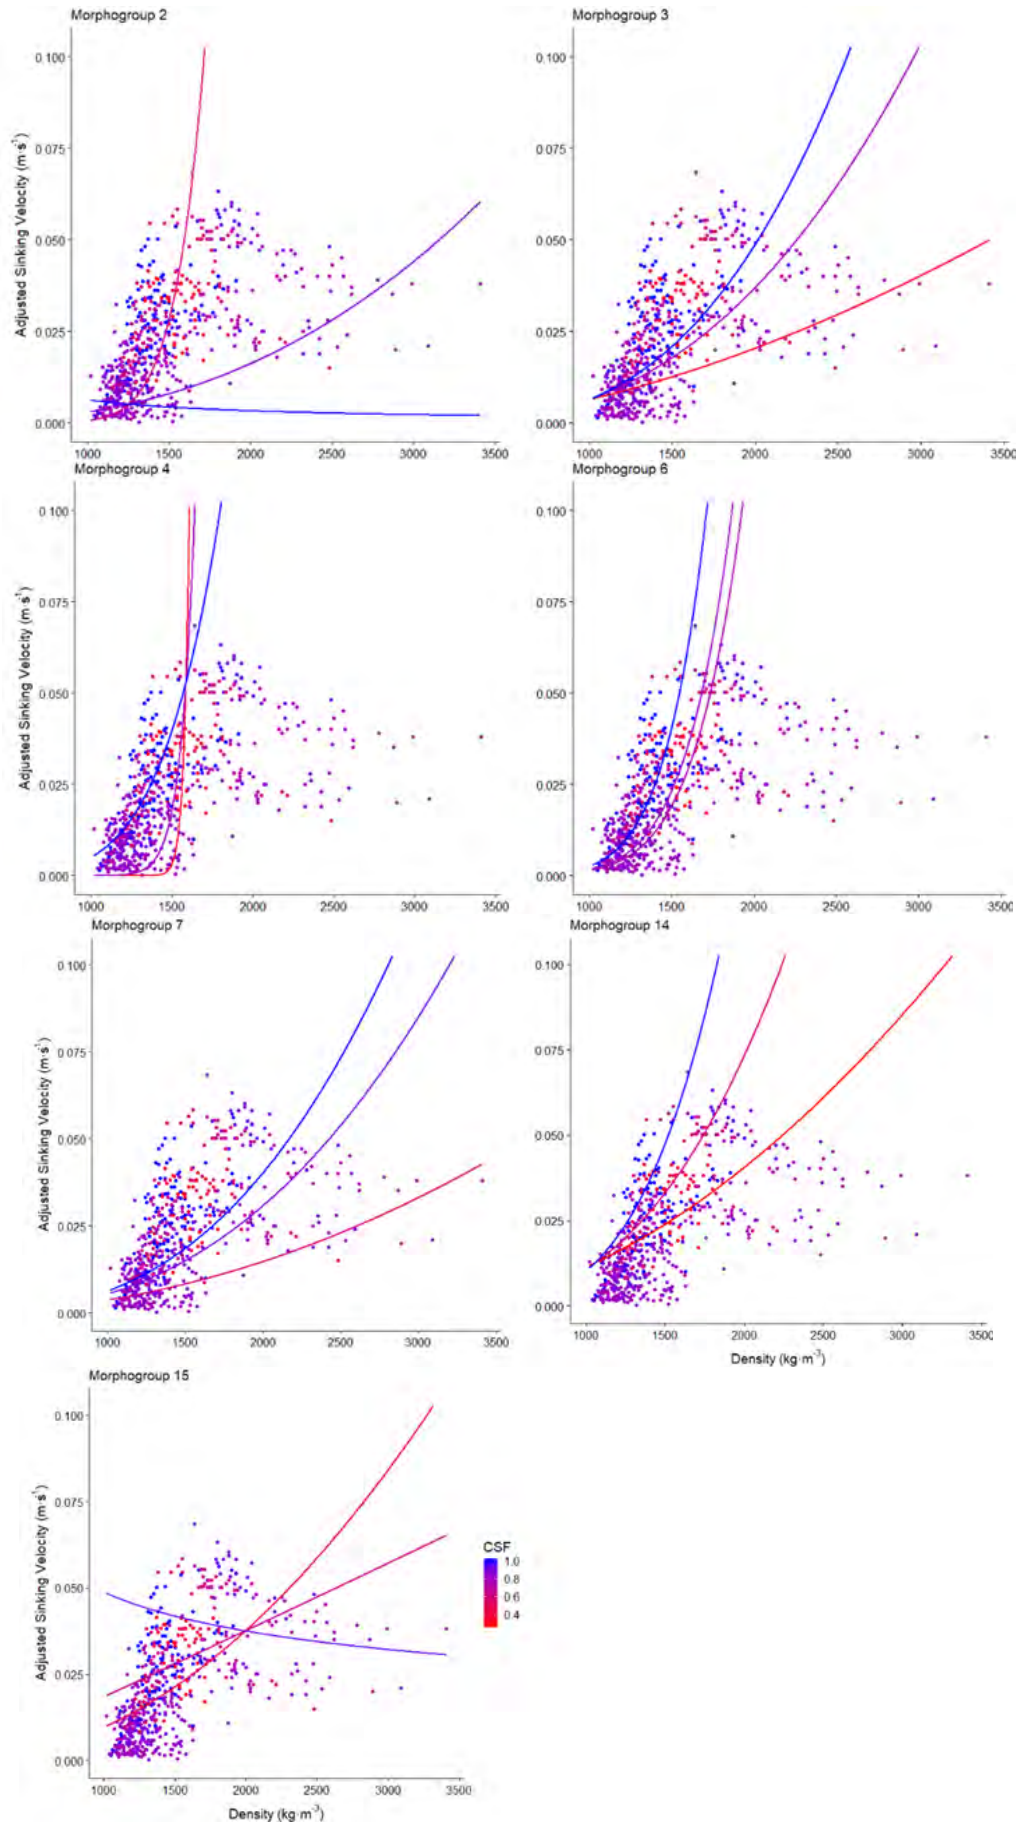 Morphogroup 2
Morphogroup 3
Adjusted Sinking Velocity (m·s⁻¹)
0.100
0.075
0.050
0.025
0.000
1000 1500 2000 2500 3000 3500
0.100
0.075
0.050
0.025
0.000
1000 1500 2000 2500 3000 3500
Morphogroup 4
Morphogroup 6
Adjusted Sinking Velocity (m·s⁻¹)
0.100
0.075
0.050
0.025
0.000
1000 1500 2000 2500 3000 3500
0.100
0.075
0.050
0.025
0.000
1000 1500 2000 2500 3000 3500
Morphogroup 7
Morphogroup 14
Adjusted Sinking Velocity (m·s⁻¹)
0.100
0.075
0.050
0.025
0.000
1000 1500 2000 2500 3000 3500
0.100
0.075
0.050
0.025
0.000
1000 1500 2000 2500 3000 3500
Density (kg·m⁻³)
Morphogroup 15
Adjusted Sinking Velocity (m·s⁻¹)
0.100
0.075
0.050
0.025
0.000
1000 1500 2000 2500 3000 3500
Density (kg·m⁻³)
CSF
1.0
0.8
0.6
0.4